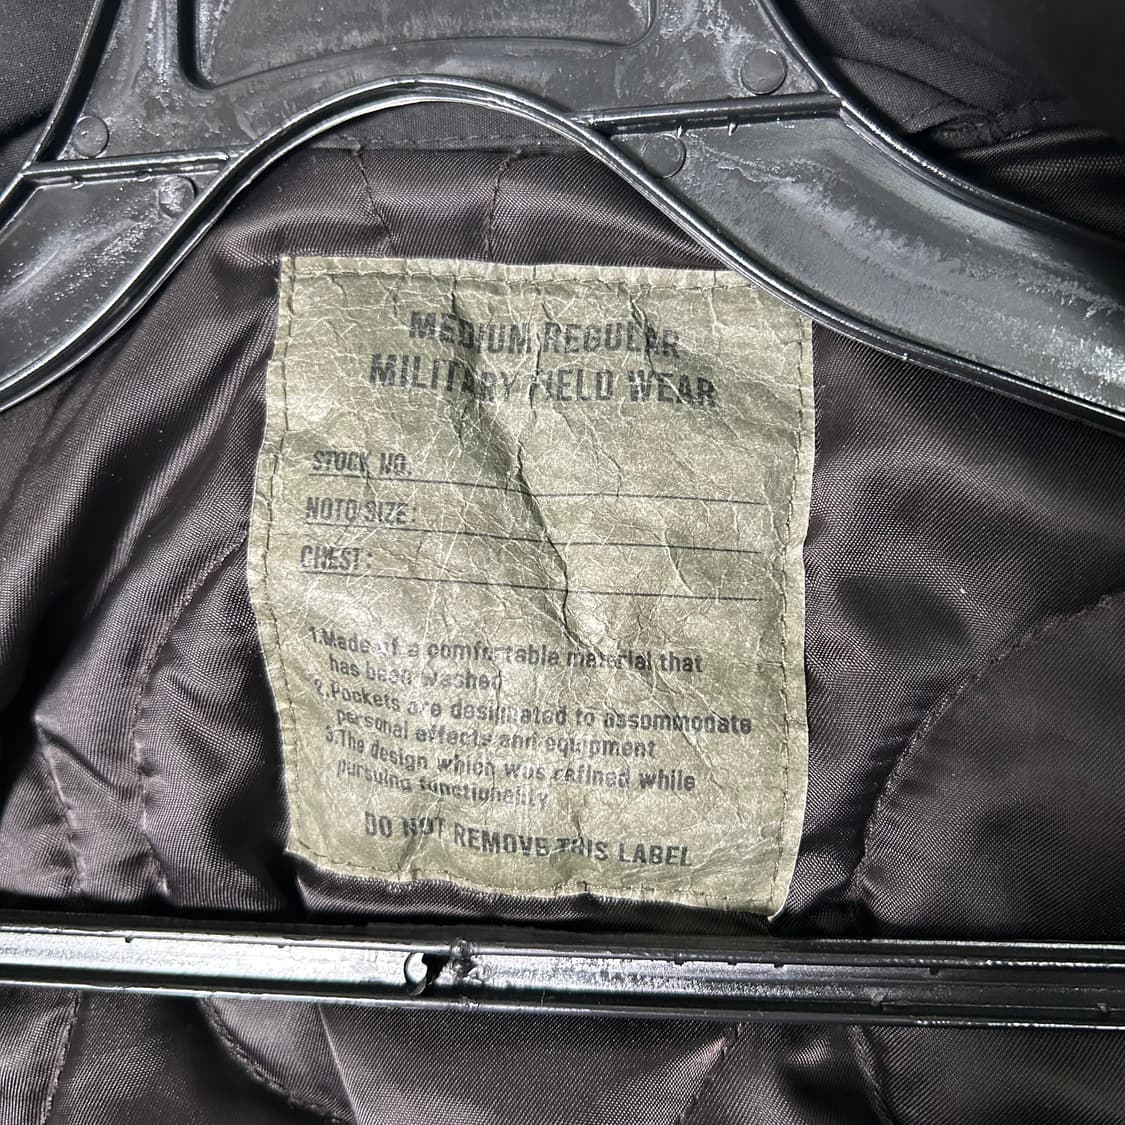 MEDIUM REGULAR
MILITARY FIELD WEAR
STOCK NO.
NOTO SIZE:
CHEST:
1.Made of a comfortable material that
has been washed
2.Pockets are designated to assommodate
personal effects and equipment
3.The design which was refined while
pursuing functionality
DO NOT REMOVE THIS LABEL